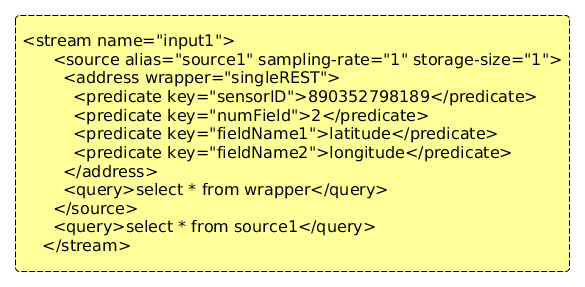 <stream name="input1">
<source alias="source1" sampling-rate="1" storage-size="1">
<address wrapper="singleREST">
<predicate key="sensorID">890352798189</predicate>
<predicate key="numField">2</predicate>
<predicate key="fieldName1">latitude</predicate>
<predicate key="fieldName2">longitude</predicate>
</address>
<query>select * from wrapper</query>
</source>
<query>select * from source1</query>
</stream>